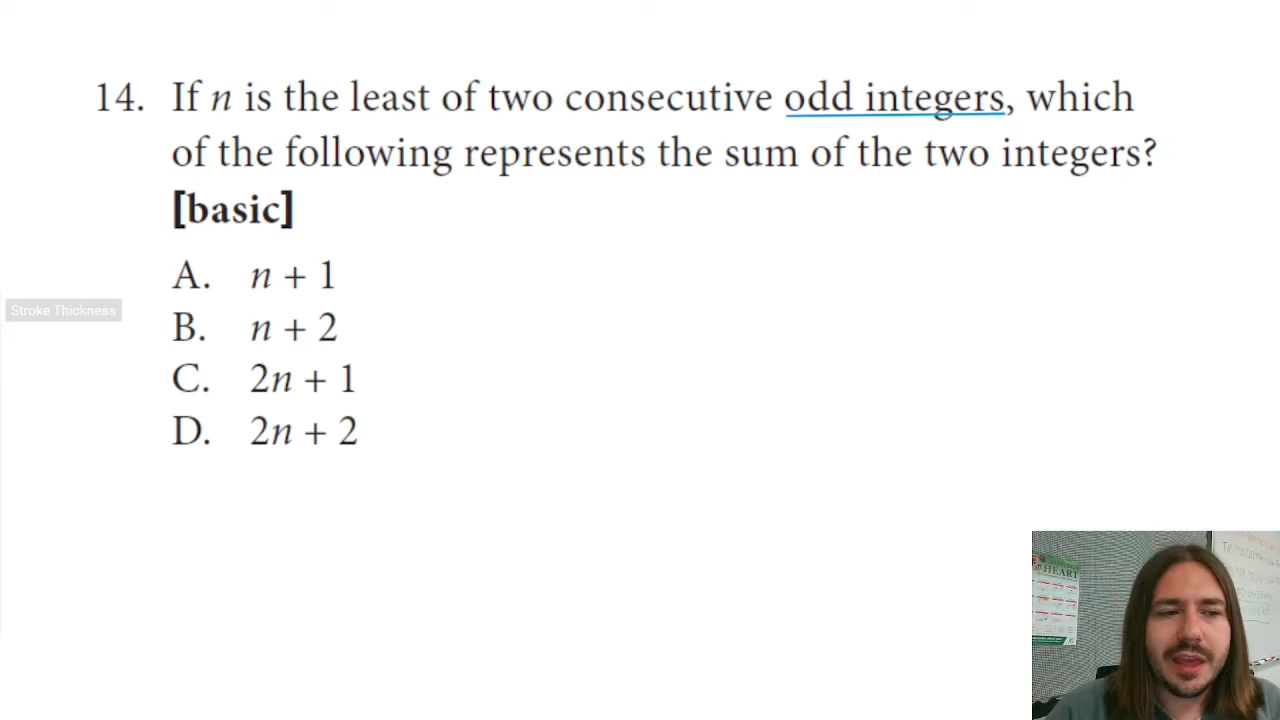 14. If n is the least of two consecutive odd integers, which
of the following represents the sum of the two integers?
[basic]
A. n + 1
B. n + 2
C. 2n + 1
D. 2n + 2
Stroke Thickness
HEART